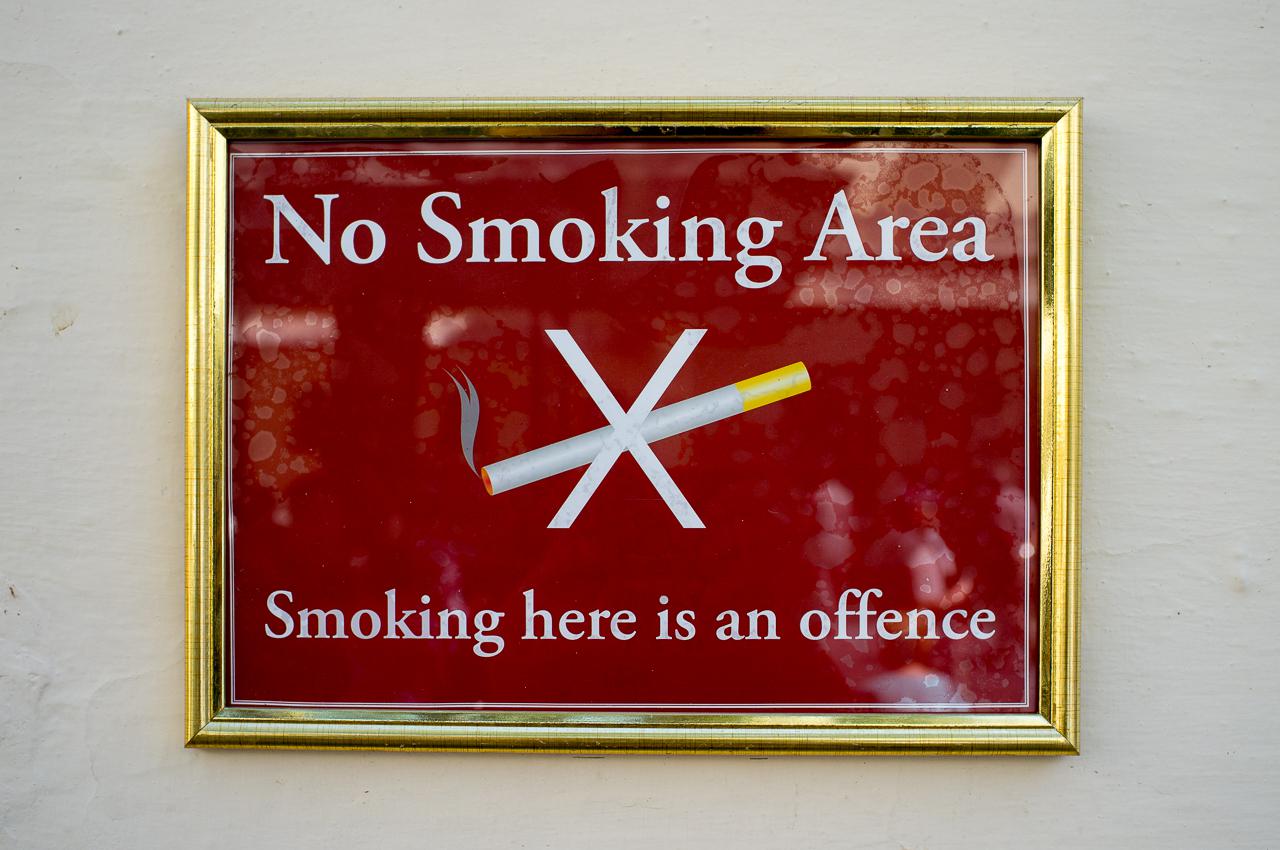 No Smoking Area
Smoking here is an offence